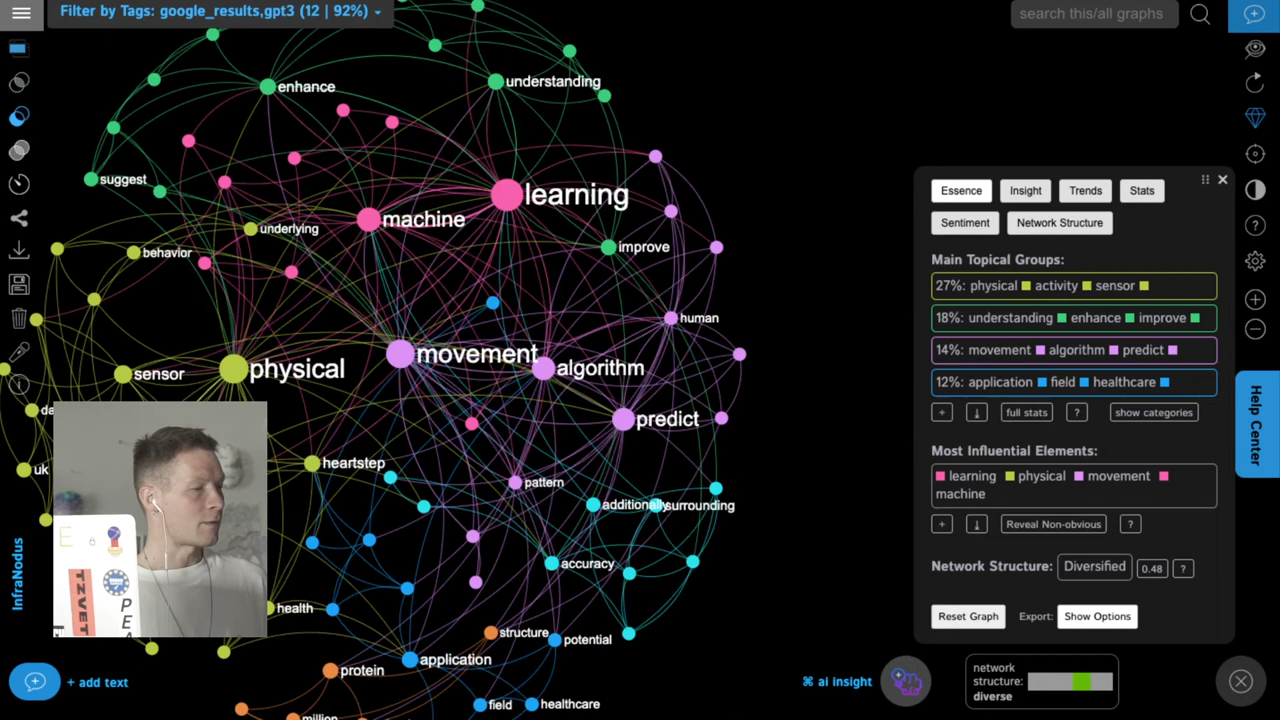 Filter by Tags: google_results,gpt3 (12 | 92%)
search this/all graphs
enhance
understanding
suggest
learning
machine
underlying
behavior
improve
human
physical
movement
algorithm
sensor
predict
da
heartstep
uk
pattern
additionally
surrounding
accuracy
health
structure
potential
application
protein
field
healthcare
million
Essence
Insight
Trends
Stats
Sentiment
Network Structure
Main Topical Groups:
27%: physical activity sensor
18%: understanding enhance improve
14%: movement algorithm predict
12%: application field healthcare
+
full stats
?
show categories
Most Influential Elements:
learning physical movement
machine
+
Reveal Non-obvious
?
Network Structure: Diversified 0.48 ?
Reset Graph
Export:
Show Options
Help Center
InfraNodus
E
TZVET
PEA
+ add text
⌘ ai insight
network
structure:
diverse